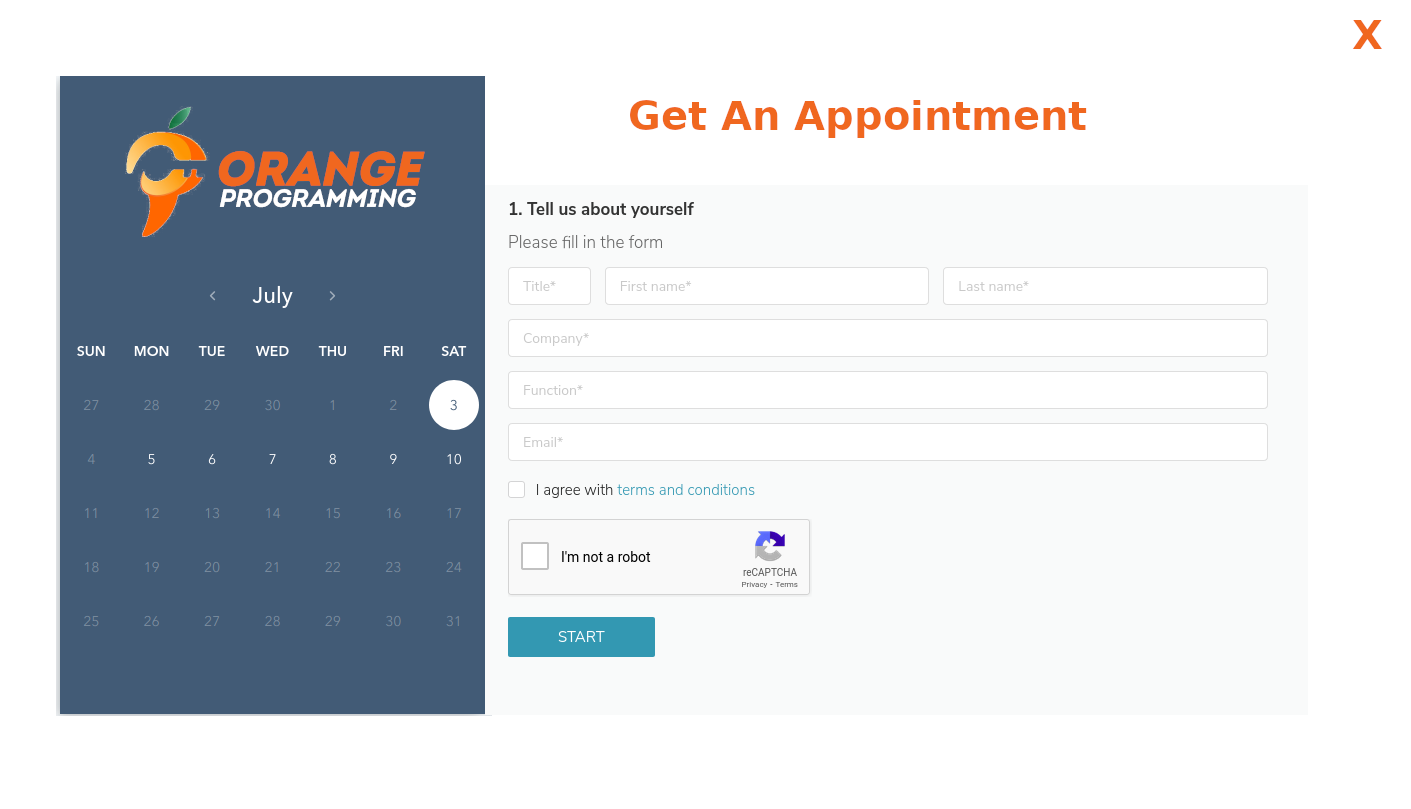 X
Get An Appointment
ORANGE
PROGRAMMING
July
SUN MON TUE WED THU FRI SAT
27 28 29 30 1 2 3
4 5 6 7 8 9 10
11 12 13 14 15 16 17
18 19 20 21 22 23 24
25 26 27 28 29 30 31
1. Tell us about yourself
Please fill in the form
Title* First name* Last name*
Company*
Function*
Email*
I agree with terms and conditions
I'm not a robot
reCAPTCHA
Privacy - Terms
START